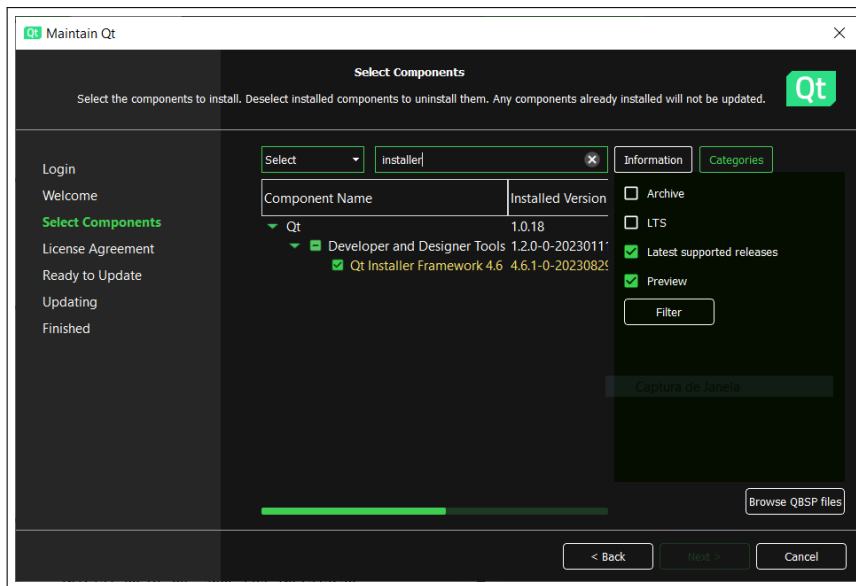 Qt Maintain Qt
Select Components
Select the components to install. Deselect installed components to uninstall them. Any components already installed will not be updated.
Qt
Login
Welcome
Select Components
License Agreement
Ready to Update
Updating
Finished
Select
installer
Information
Categories
Component Name
Installed Version
Qt
1.0.18
Developer and Designer Tools
1.2.0-0-20230111
Qt Installer Framework 4.6
4.6.1-0-20230829
Archive
LTS
Latest supported releases
Preview
Filter
Captura de Janela
Browse QBSP files
< Back
Next >
Cancel